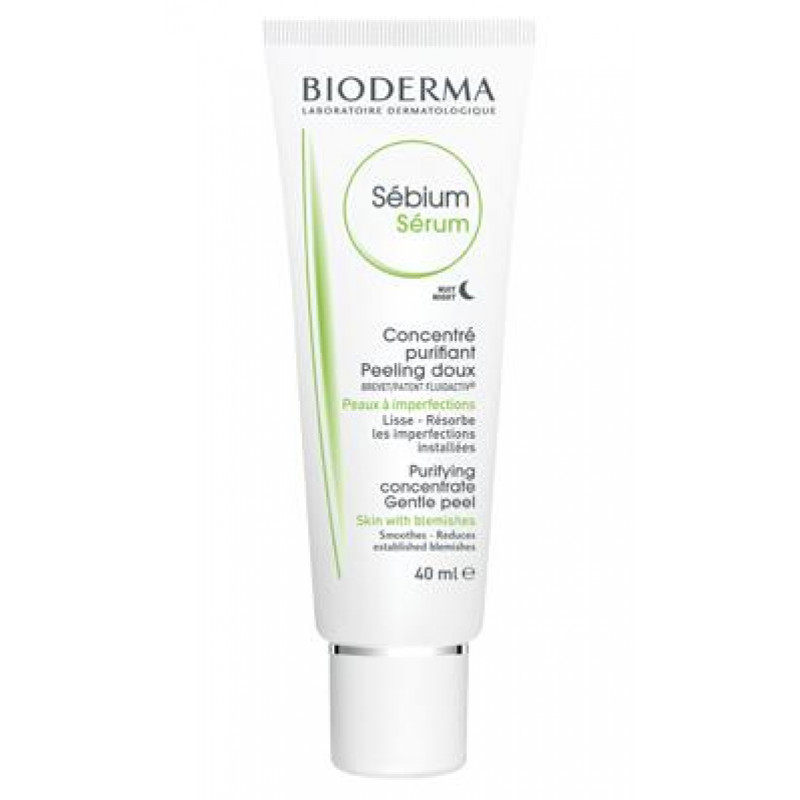 BIODERMA
LABORATOIRE DERMATOLOGIQUE
Sébium
Sérum
NUIT
NIGHT
Concentré
purifiant
Peeling doux
BREVET/PATENT FLUIDACTIV®
Peaux à imperfections
Lisse - Résorbe
les imperfections
installées
Purifying
concentrate
Gentle peel
Skin with blemishes
Smoothes - Reduces
established blemishes
40 ml ℮